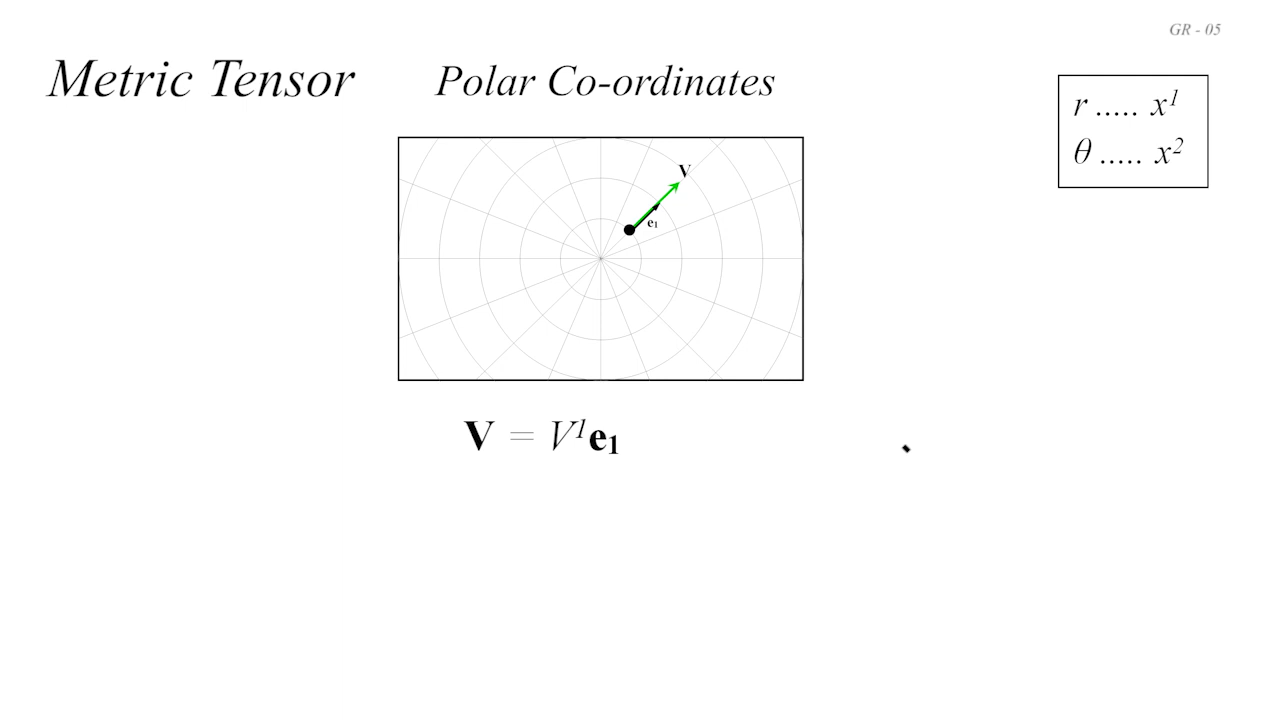 GR - 05
Metric Tensor Polar Co-ordinates
r ..... x¹
θ ..... x²
V
e₁
V = V¹e₁